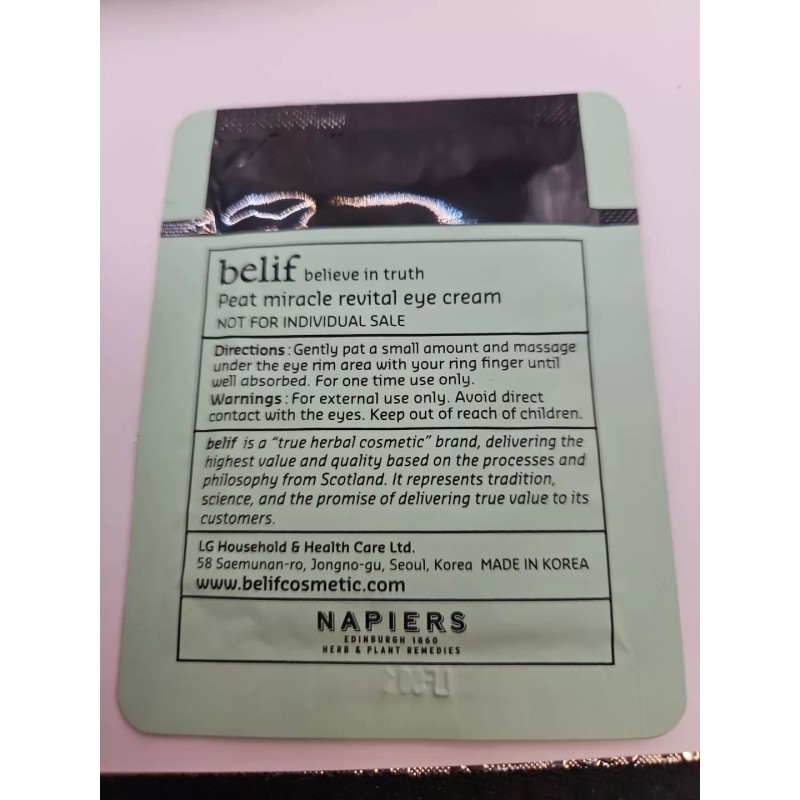 belif believe in truth
Peat miracle revital eye cream
NOT FOR INDIVIDUAL SALE
Directions : Gently pat a small amount and massage
under the eye rim area with your ring finger until
well absorbed. For one time use only.
Warnings : For external use only. Avoid direct
contact with the eyes. Keep out of reach of children.
belif is a "true herbal cosmetic" brand, delivering the
highest value and quality based on the processes and
philosophy from Scotland. It represents tradition,
science, and the promise of delivering true value to its
customers.
LG Household & Health Care Ltd.
58 Saemunan-ro, Jongno-gu, Seoul, Korea MADE IN KOREA
www.belifcosmetic.com
NAPIERS
EDINBURGH 1860
HERB & PLANT REMEDIES